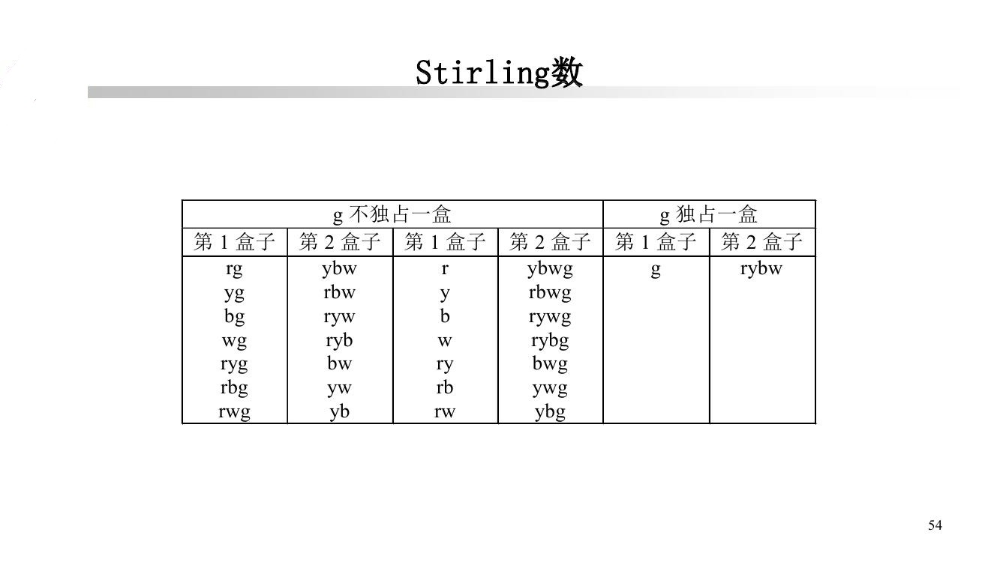 Stirling数
g 不独占一盒 g 独占一盒
第 1 盒子 第 2 盒子 第 1 盒子 第 2 盒子 第 1 盒子 第 2 盒子
rg ybw r ybwg g rybw
yg rbw y rbwg
bg ryw b rywg
wg ryb w rybg
ryg bw ry bwg
rbg yw rb ywg
rwg yb rw ybg
54